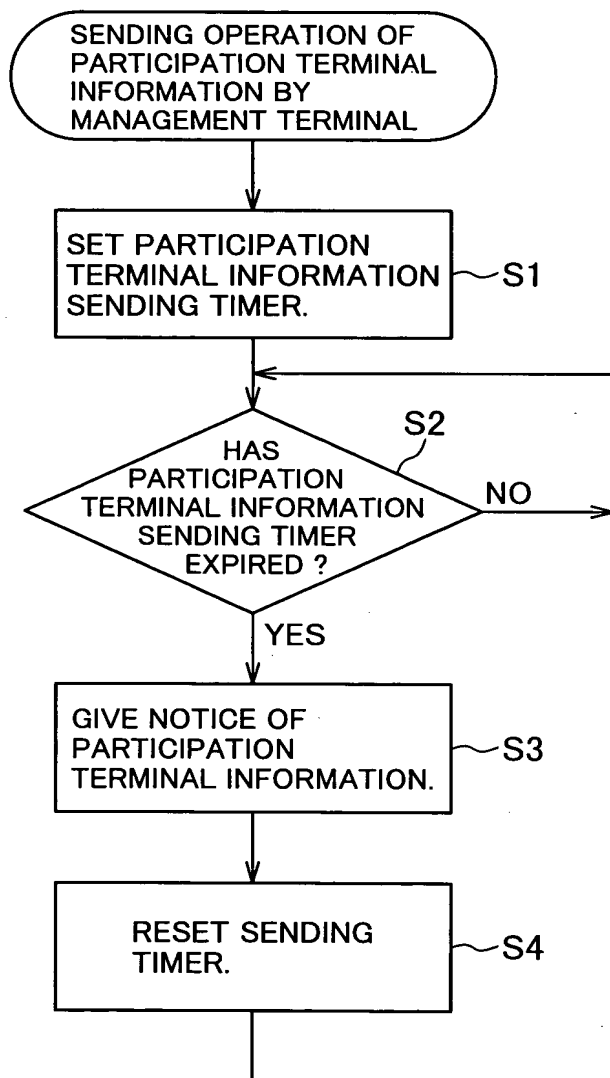 SENDING OPERATION OF
PARTICIPATION TERMINAL
INFORMATION BY
MANAGEMENT TERMINAL
SET PARTICIPATION
TERMINAL INFORMATION
SENDING TIMER.
S1
S2
HAS
PARTICIPATION
TERMINAL INFORMATION
SENDING TIMER
EXPIRED ?
NO
YES
GIVE NOTICE OF
PARTICIPATION
TERMINAL INFORMATION.
S3
RESET SENDING
TIMER.
S4